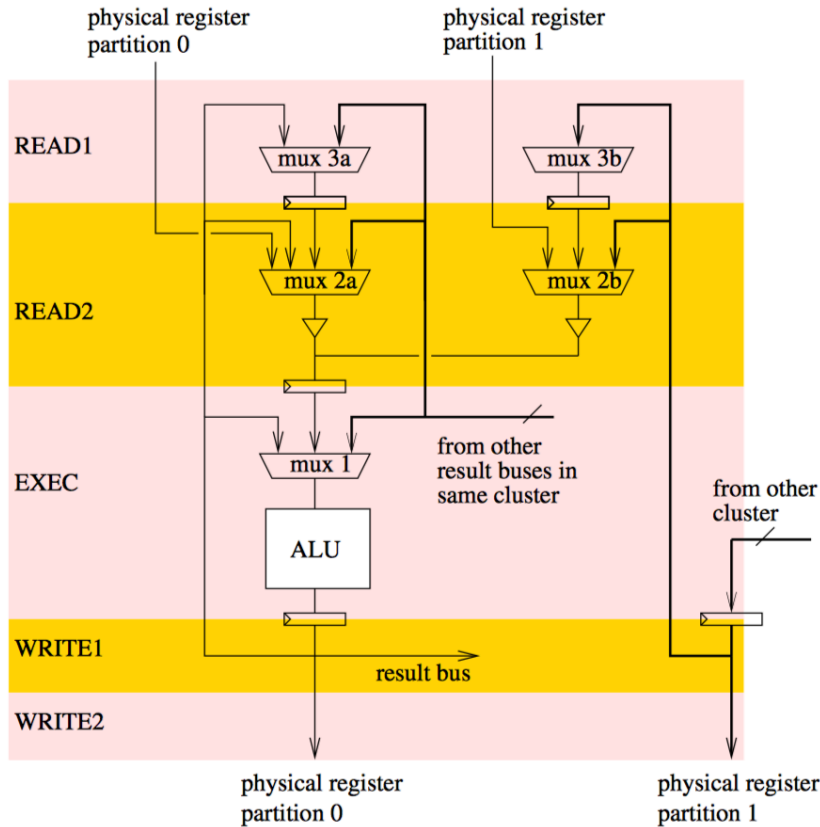 physical register
partition 0
physical register
partition 1
READ1
mux 3a
mux 3b
READ2
mux 2a
mux 2b
EXEC
mux 1
from other
result buses in
same cluster
from other
cluster
ALU
WRITE1
result bus
WRITE2
physical register
partition 0
physical register
partition 1